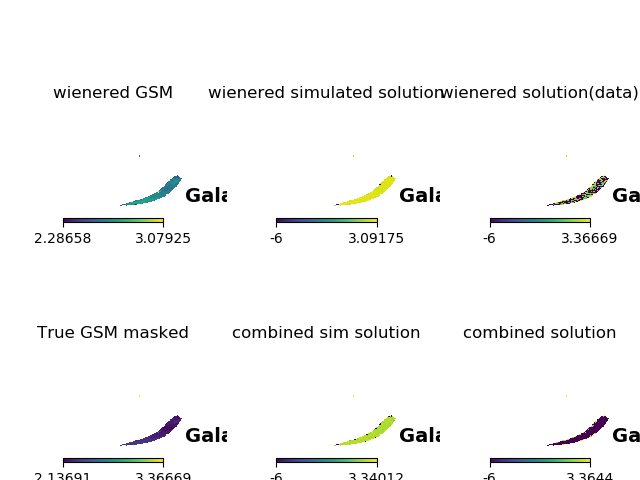 wienered GSM
wienered simulated solution
wienered solution(data)
Gala
Gala
Ga
2.28658
3.07925
-6
3.09175
-6
3.36669
True GSM masked
combined sim solution
combined solution
Gala
Gala
Ga
2.13691
3.36669
-6
3.34012
-6
3.3644